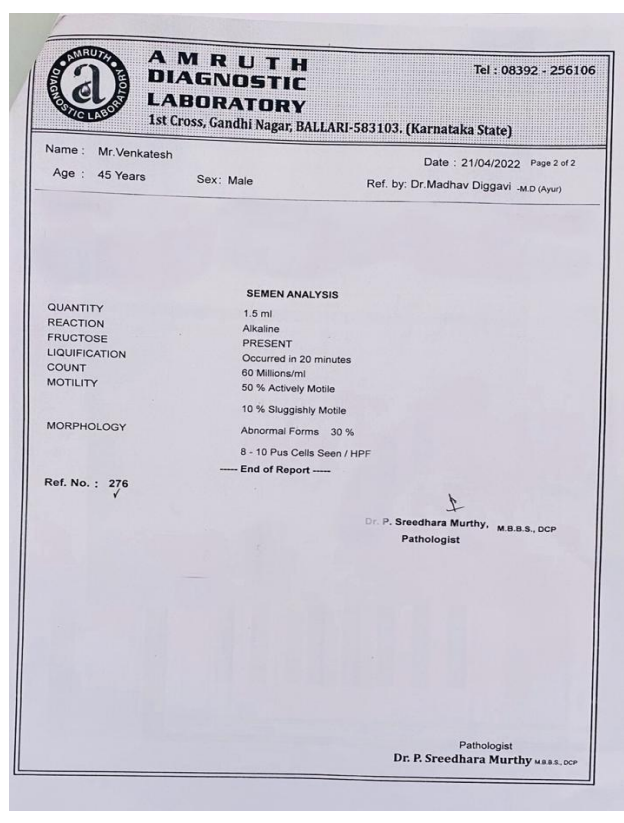 AMRUTH
DIAGNOSTIC LABORATORY
a
AMRUTH
DIAGNOSTIC
LABORATORY
Tel : 08392 - 256106
1st Cross, Gandhi Nagar, BALLARI-583103. (Karnataka State)
Name : Mr.Venkatesh
Date : 21/04/2022 Page 2 of 2
Age : 45 Years Sex: Male
Ref. by: Dr.Madhav Diggavi -M.D (Ayur)
SEMEN ANALYSIS
QUANTITY 1.5 ml
REACTION Alkaline
FRUCTOSE PRESENT
LIQUIFICATION Occurred in 20 minutes
COUNT 60 Millions/ml
MOTILITY 50 % Actively Motile
10 % Sluggishly Motile
MORPHOLOGY Abnormal Forms 30 %
8 - 10 Pus Cells Seen / HPF
----- End of Report -----
Ref. No. : 276
Dr. P. Sreedhara Murthy, M.B.B.S., DCP
Pathologist
Pathologist
Dr. P. Sreedhara Murthy M.B.B.S., DCP